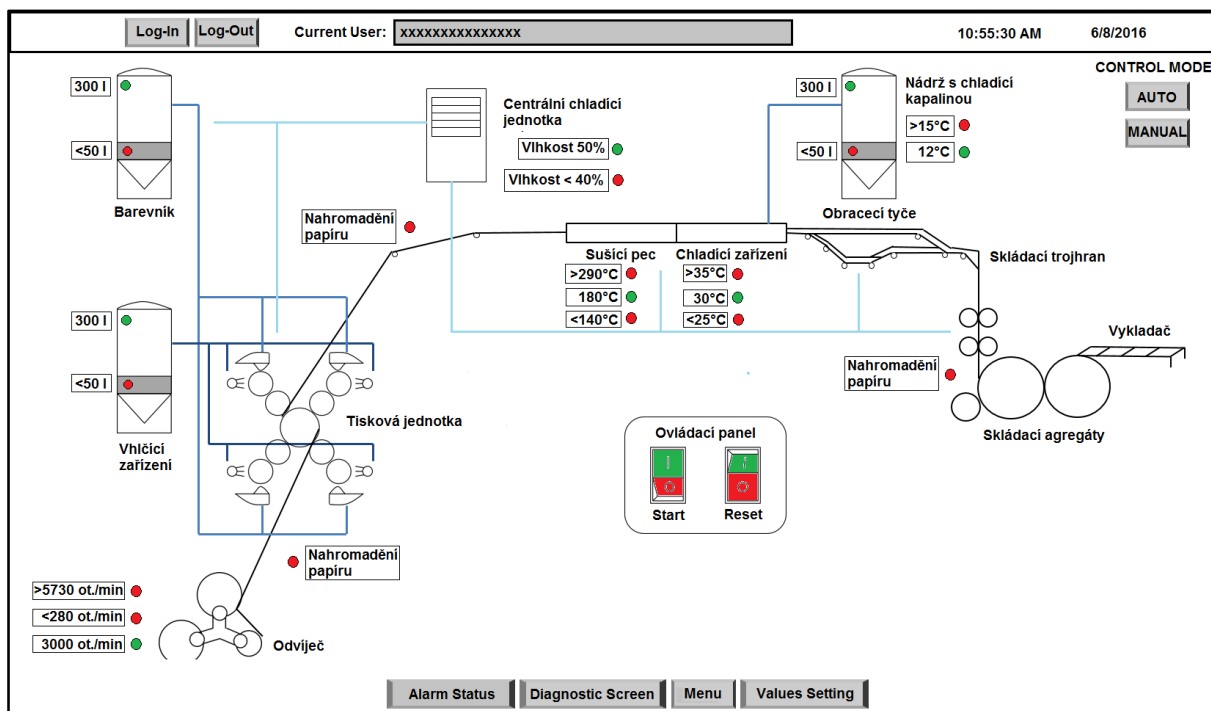 Log-In
Log-Out
Current User:
xxxxxxxxxxxxxxx
10:55:30 AM
6/8/2016
CONTROL MODE
AUTO
MANUAL
300 l
<50 l
Barevník
Centrální chladicí
jednotka
Vlhkost 50%
Vlhkost < 40%
300 l
<50 l
Nádrž s chladící
kapalinou
>15°C
12°C
Obracecí tyče
Nahromadění
papíru
Sušící pec
>290°C
180°C
<140°C
Chladící zařízení
>35°C
30°C
<25°C
Skládací trojhran
300 l
<50 l
Vhlčící
zařízení
Tisková jednotka
Vykladač
Nahromadění
papíru
Skládací agregáty
Ovládací panel
I
O
I
O
Start
Reset
Nahromadění
papíru
>5730 ot./min
<280 ot./min
3000 ot./min
Odvíječ
Alarm Status
Diagnostic Screen
Menu
Values Setting